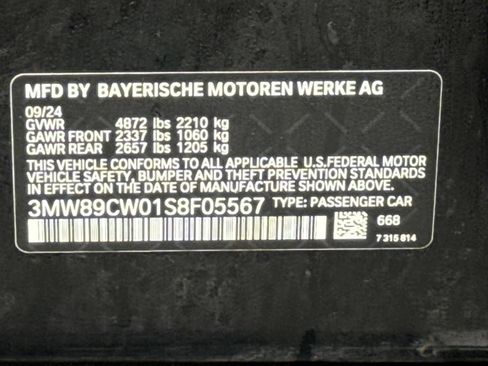 MFD BY BAYERISCHE MOTOREN WERKE AG
09/24
GVWR 4872 lbs 2210 kg
GAWR FRONT 2337 lbs 1060 kg
GAWR REAR 2657 lbs 1205 kg
THIS VEHICLE CONFORMS TO ALL APPLICABLE U.S.FEDERAL MOTOR
VEHICLE SAFETY, BUMPER AND THEFT PREVENTION STANDARDS
IN EFFECT ON THE DATE OF MANUFACTURE SHOWN ABOVE.
3MW89CW01S8F05567 TYPE: PASSENGER CAR
668
7 315 814